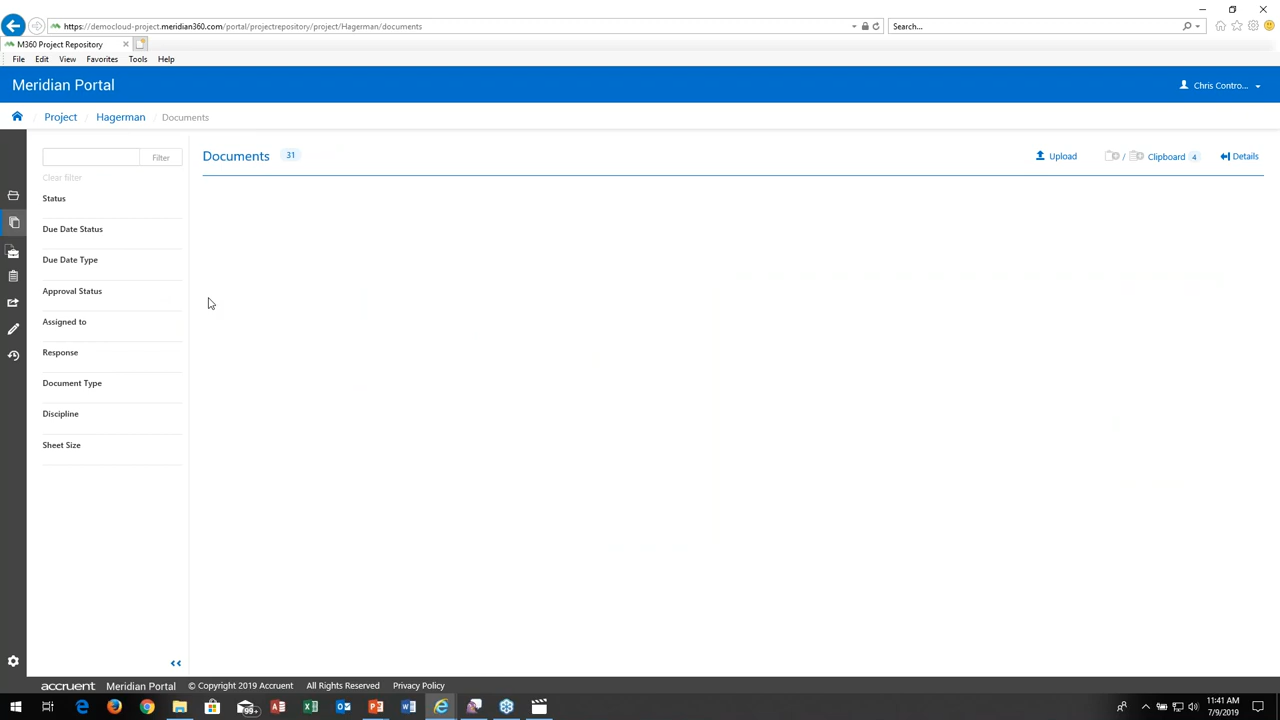 https://democloud-project.meridian360.com/portal/projectrepository/project/Hagerman/documents
Search...
M360 Project Repository
File Edit View Favorites Tools Help
Meridian Portal
Chris Contro...
Project / Hagerman / Documents
Filter
Documents 31
Upload
/ Clipboard 4
Details
Clear filter
Status
Due Date Status
Due Date Type
Approval Status
Assigned to
Response
Document Type
Discipline
Sheet Size
accruent Meridian Portal © Copyright 2019 Accruent All Rights Reserved Privacy Policy
99+
11:41 AM
7/9/2019